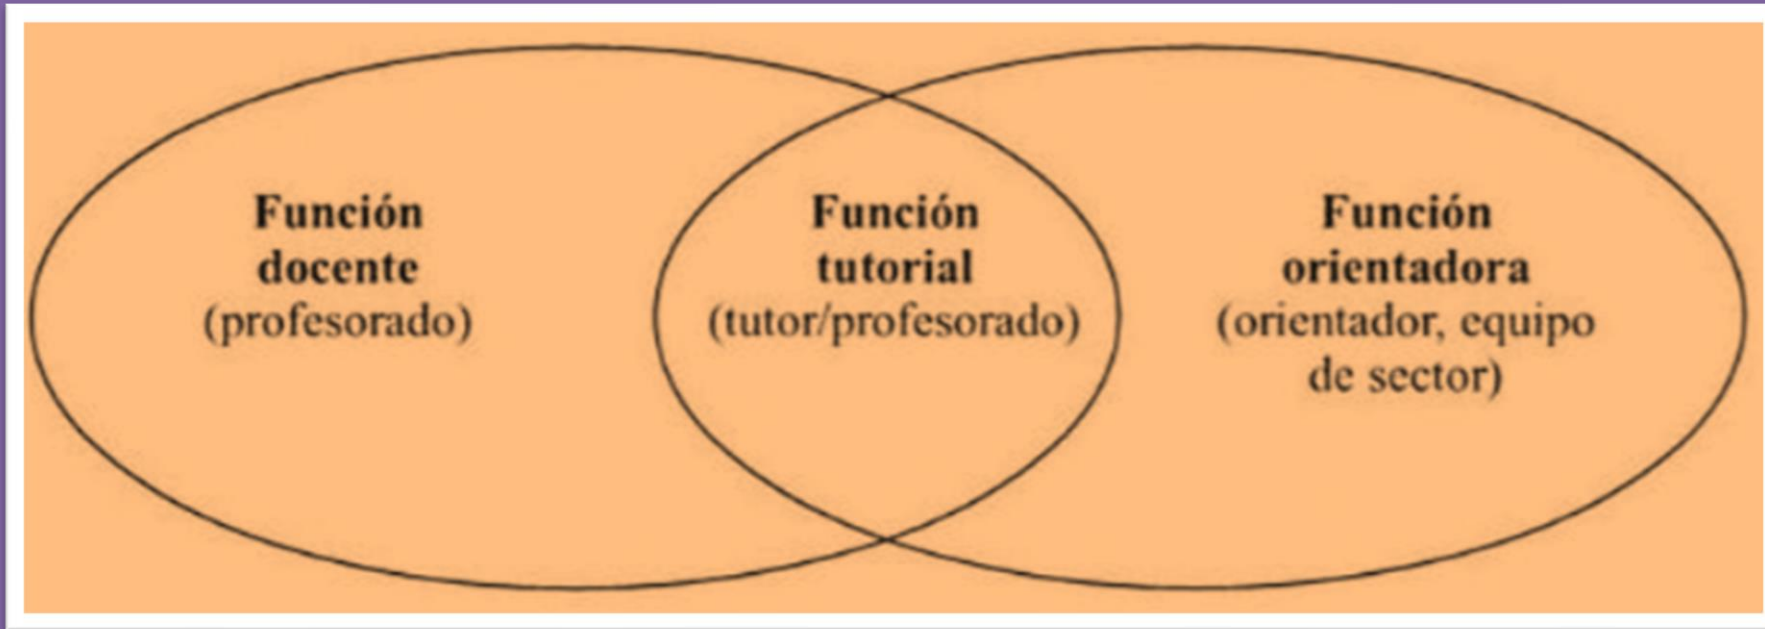 Función
docente
(profesorado)
Función
tutorial
(tutor/profesorado)
Función
orientadora
(orientador, equipo
de sector)